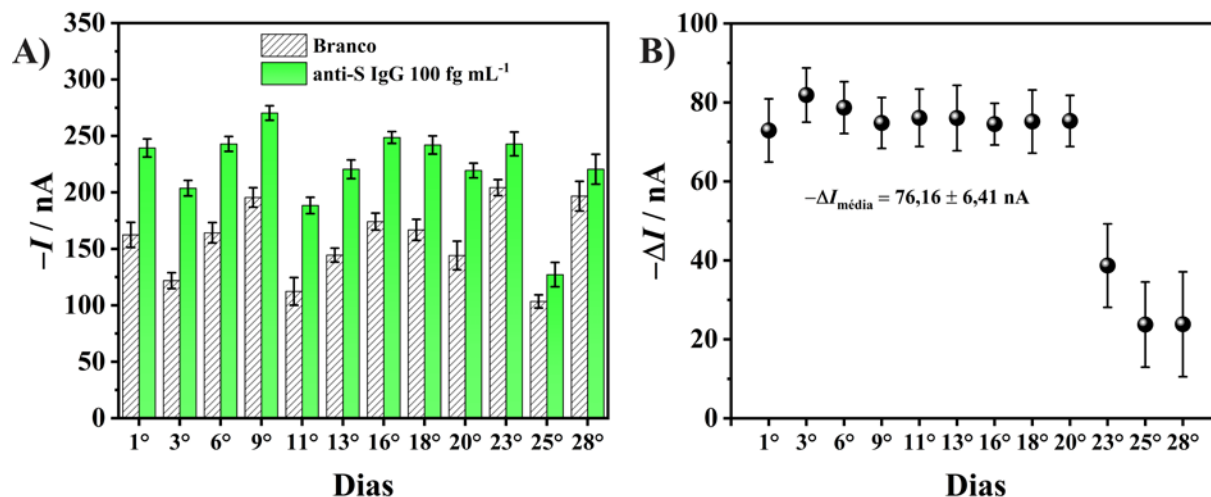 A)
Branco
anti-S IgG 100 fg mL⁻¹
−I / nA
350
300
250
200
150
100
50
0
1° 3° 6° 9° 11° 13° 16° 18° 20° 23° 25° 28°
Dias
B)
−ΔI / nA
100
80
60
40
20
0
−ΔI média = 76,16 ± 6,41 nA
1° 3° 6° 9° 11° 13° 16° 18° 20° 23° 25° 28°
Dias